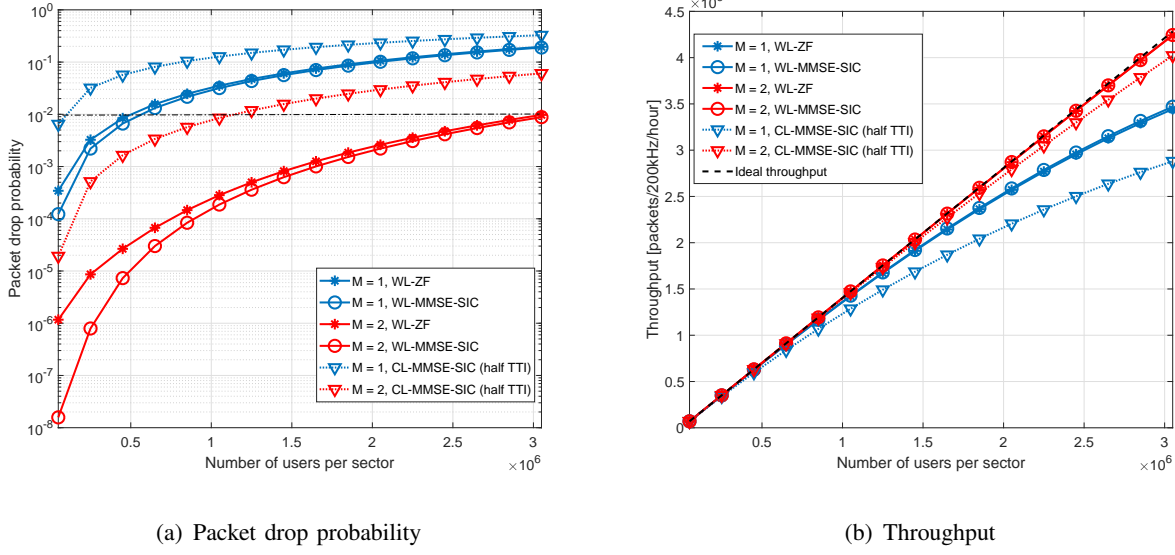 10^0
10^-1
10^-2
10^-3
10^-4
10^-5
10^-6
10^-7
10^-8
Packet drop probability
M = 1, WL-ZF
M = 1, WL-MMSE-SIC
M = 2, WL-ZF
M = 2, WL-MMSE-SIC
M = 1, CL-MMSE-SIC (half TTI)
M = 2, CL-MMSE-SIC (half TTI)
0.5 1 1.5 2 2.5 3
Number of users per sector
×10^6
(a) Packet drop probability
4.5
4
3.5
3
2.5
2
1.5
1
0.5
0
Throughput [packets/200kHz/hour]
M = 1, WL-ZF
M = 1, WL-MMSE-SIC
M = 2, WL-ZF
M = 2, WL-MMSE-SIC
M = 1, CL-MMSE-SIC (half TTI)
M = 2, CL-MMSE-SIC (half TTI)
Ideal throughput
0.5 1 1.5 2 2.5 3
Number of users per sector
×10^6
(b) Throughput